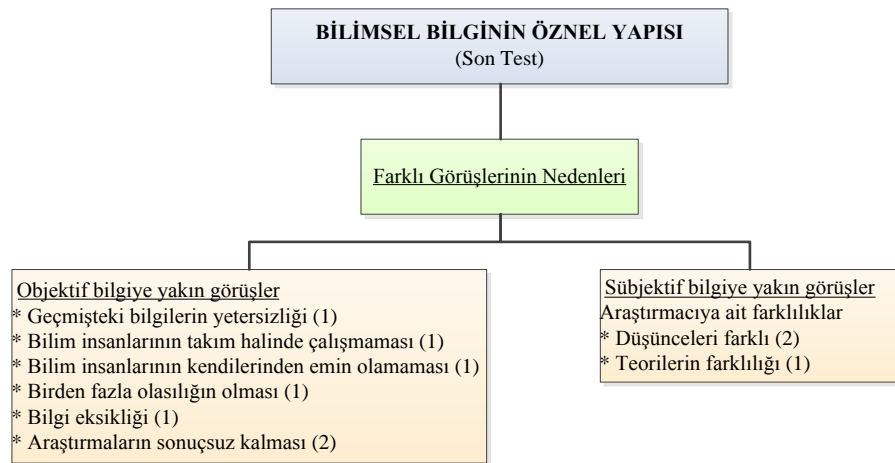 BİLİMSEL BİLGİNİN ÖZNEL YAPISI
(Son Test)
Farklı Görüşlerinin Nedenleri
Objektif bilgiye yakın görüşler
* Geçmişteki bilgilerin yetersizliği (1)
* Bilim insanlarının takım halinde çalışmaması (1)
* Bilim insanlarının kendilerinden emin olamaması (1)
* Birden fazla olasılığın olması (1)
* Bilgi eksikliği (1)
* Araştırmaların sonuçsuz kalması (2)
Sübjektif bilgiye yakın görüşler
Araştırmacıya ait farklılıklar
* Düşünceleri farklı (2)
* Teorilerin farklılığı (1)